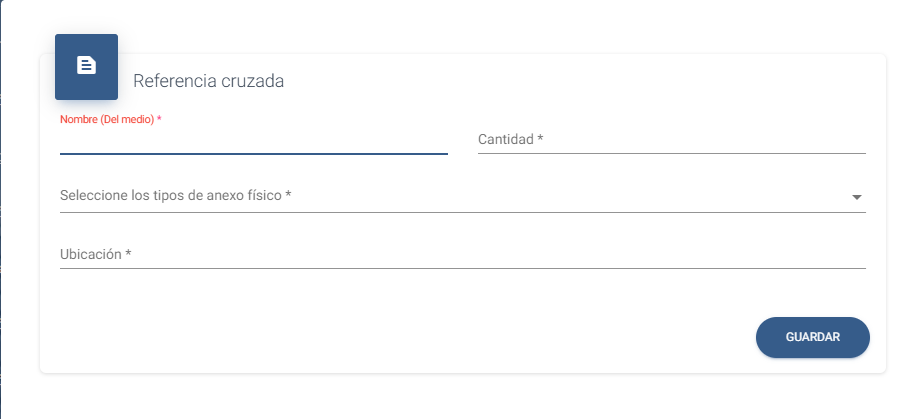 Referencia cruzada
Nombre (Del medio) *
Cantidad *
Seleccione los tipos de anexo físico *
Ubicación *
GUARDAR